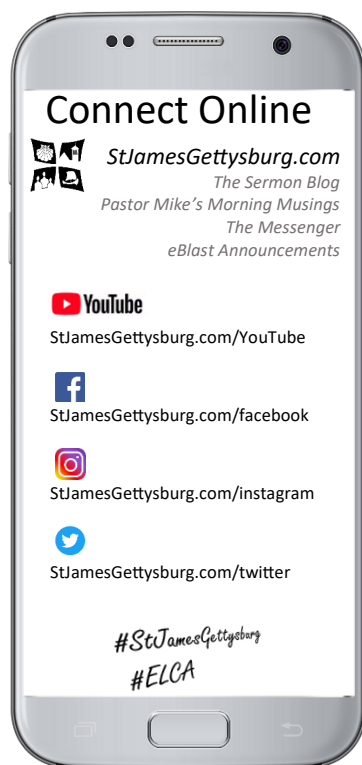 Connect Online
StJamesGettysburg.com
The Sermon Blog
Pastor Mike's Morning Musings
The Messenger
eBlast Announcements
YouTube
StJamesGettysburg.com/YouTube
StJamesGettysburg.com/facebook
StJamesGettysburg.com/instagram
StJamesGettysburg.com/twitter
#StJamesGettysburg
#ELCA